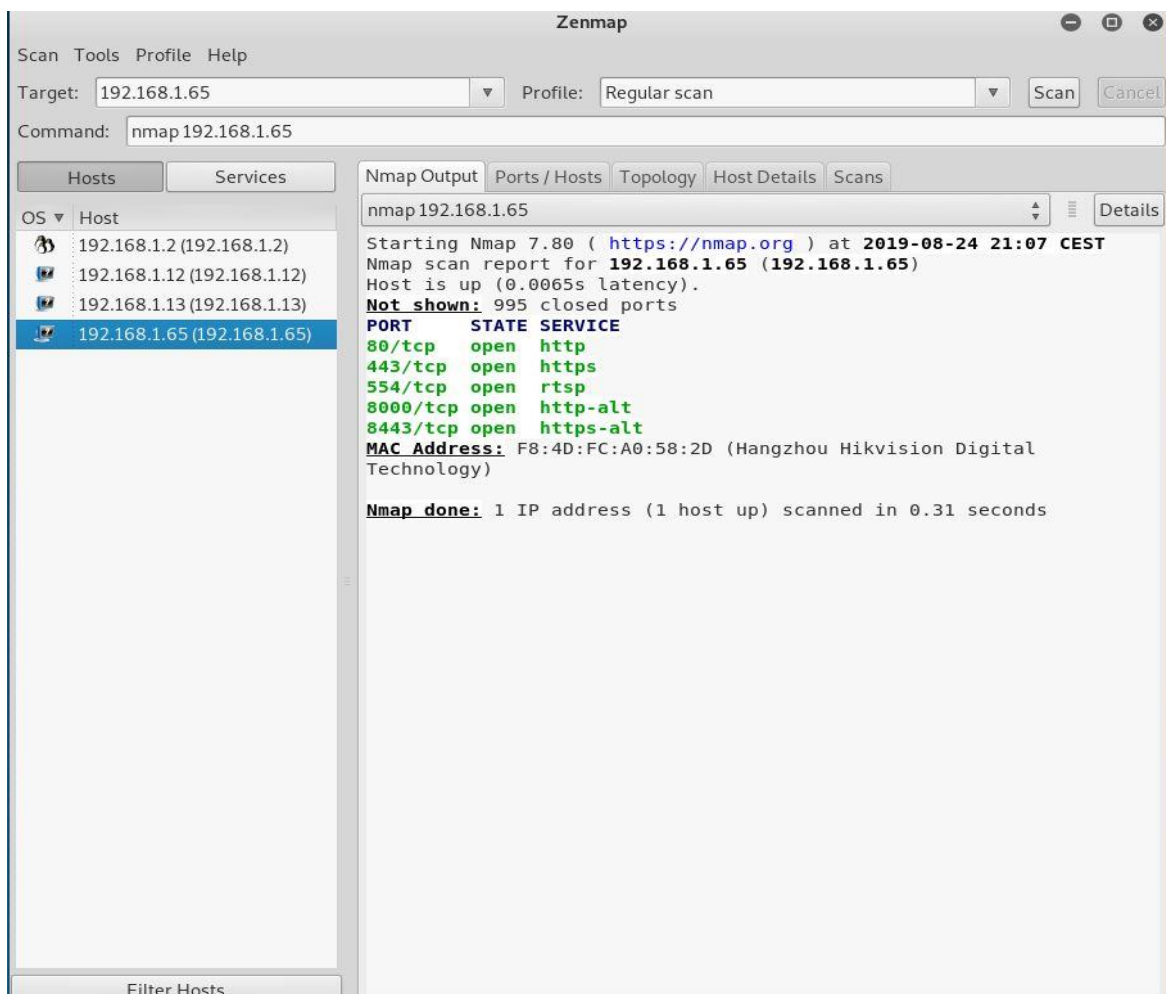 Zenmap
Scan Tools Profile Help
Target: 192.168.1.65 Profile: Regular scan Scan Cancel
Command: nmap 192.168.1.65
Hosts Services
Nmap Output Ports / Hosts Topology Host Details Scans
OS Host
nmap 192.168.1.65 Details
192.168.1.2 (192.168.1.2)
192.168.1.12 (192.168.1.12)
192.168.1.13 (192.168.1.13)
192.168.1.65 (192.168.1.65)
Starting Nmap 7.80 ( https://nmap.org ) at 2019-08-24 21:07 CEST
Nmap scan report for 192.168.1.65 (192.168.1.65)
Host is up (0.0065s latency).
Not shown: 995 closed ports
PORT STATE SERVICE
80/tcp open http
443/tcp open https
554/tcp open rtsp
8000/tcp open http-alt
8443/tcp open https-alt
MAC Address: F8:4D:FC:A0:58:2D (Hangzhou Hikvision Digital
Technology)
Nmap done: 1 IP address (1 host up) scanned in 0.31 seconds
Filter Hosts